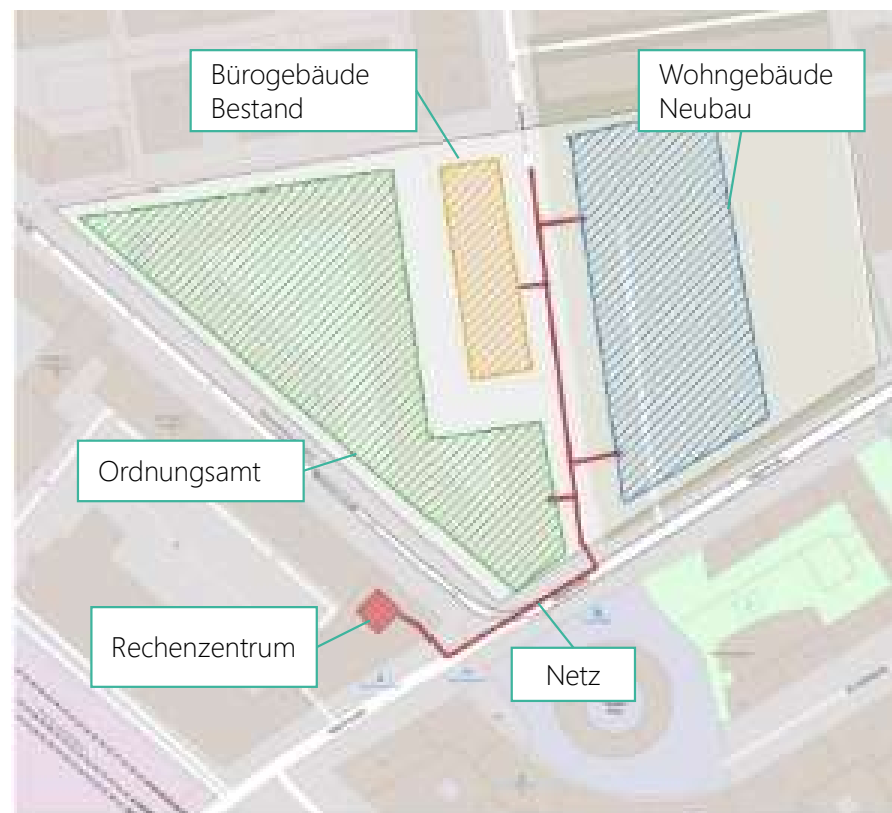 Bürogebäude
Bestand
Wohngebäude
Neubau
Ordnungsamt
Rechenzentrum
Netz